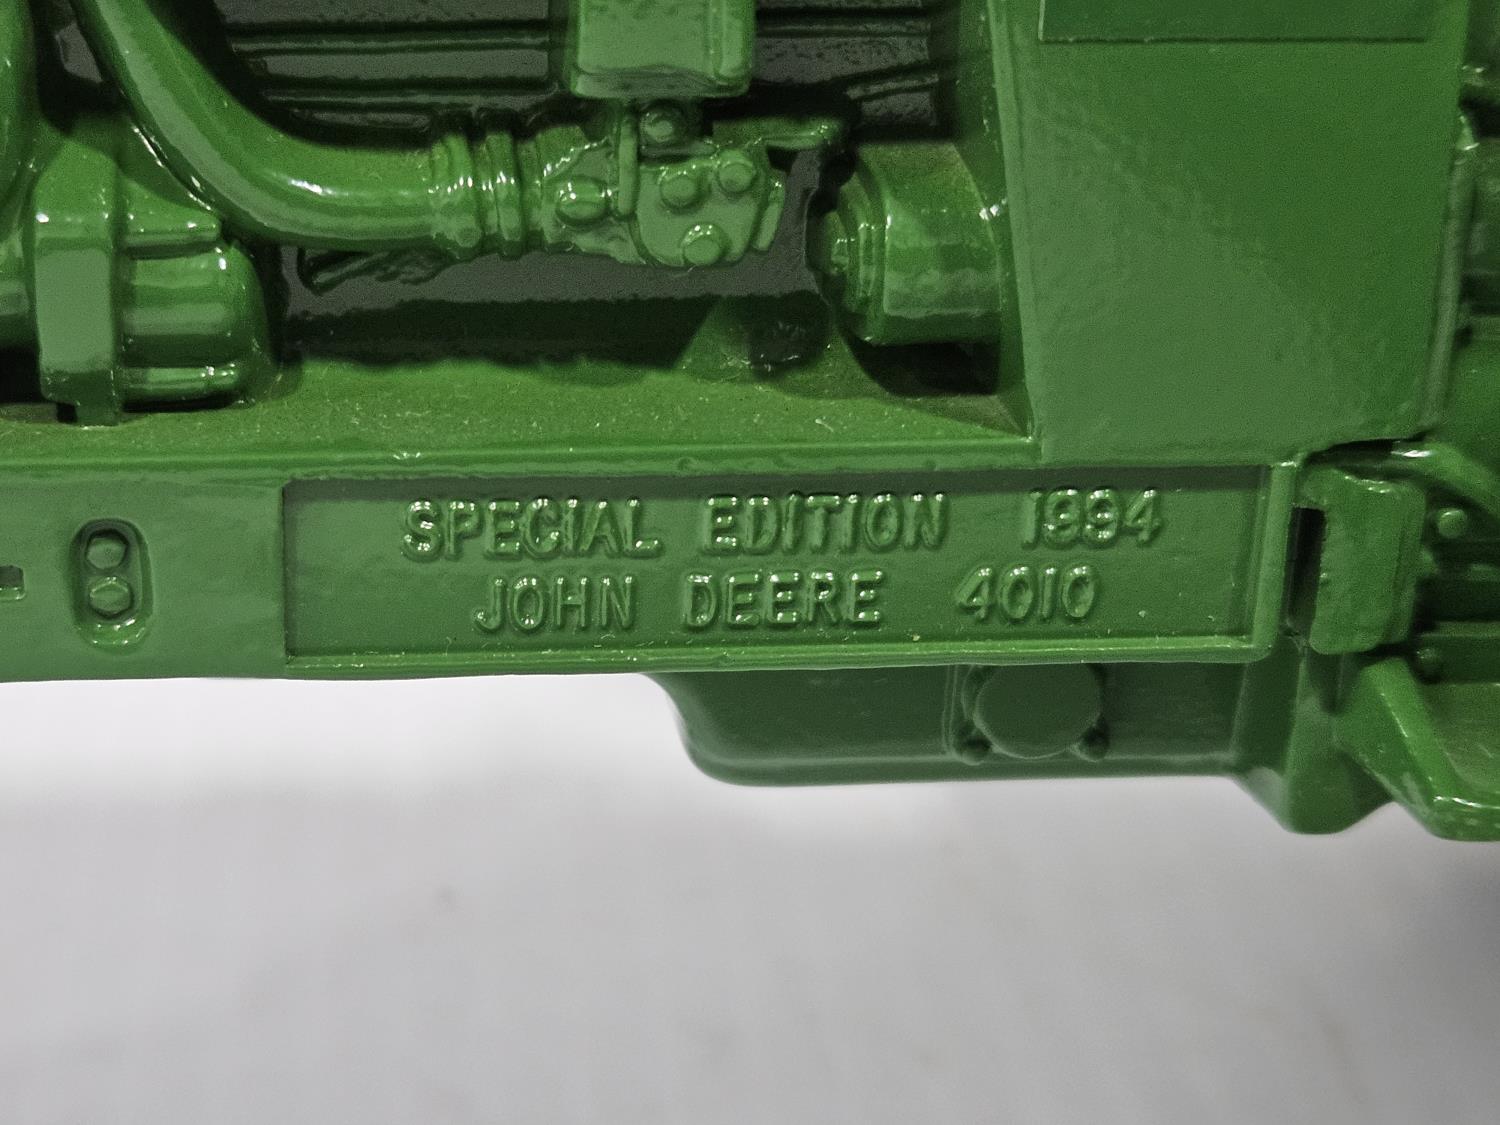 SPECIAL EDITION 1994
JOHN DEERE 4010